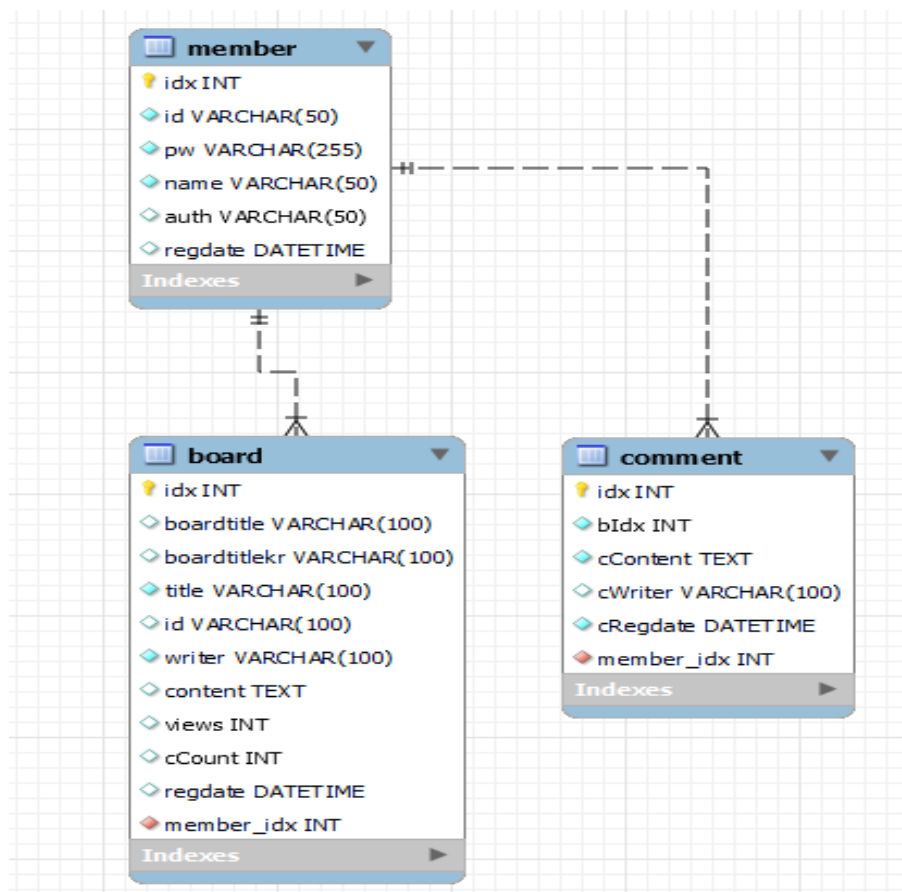 member
idx INT
id VARCHAR(50)
pw VARCHAR(255)
name VARCHAR(50)
auth VARCHAR(50)
regdate DATETIME
Indexes
board
idx INT
boardtitle VARCHAR(100)
boardtitlekr VARCHAR(100)
title VARCHAR(100)
id VARCHAR(100)
writer VARCHAR(100)
content TEXT
views INT
cCount INT
regdate DATETIME
member_idx INT
Indexes
comment
idx INT
bIdx INT
cContent TEXT
cWriter VARCHAR(100)
cRegdate DATETIME
member_idx INT
Indexes